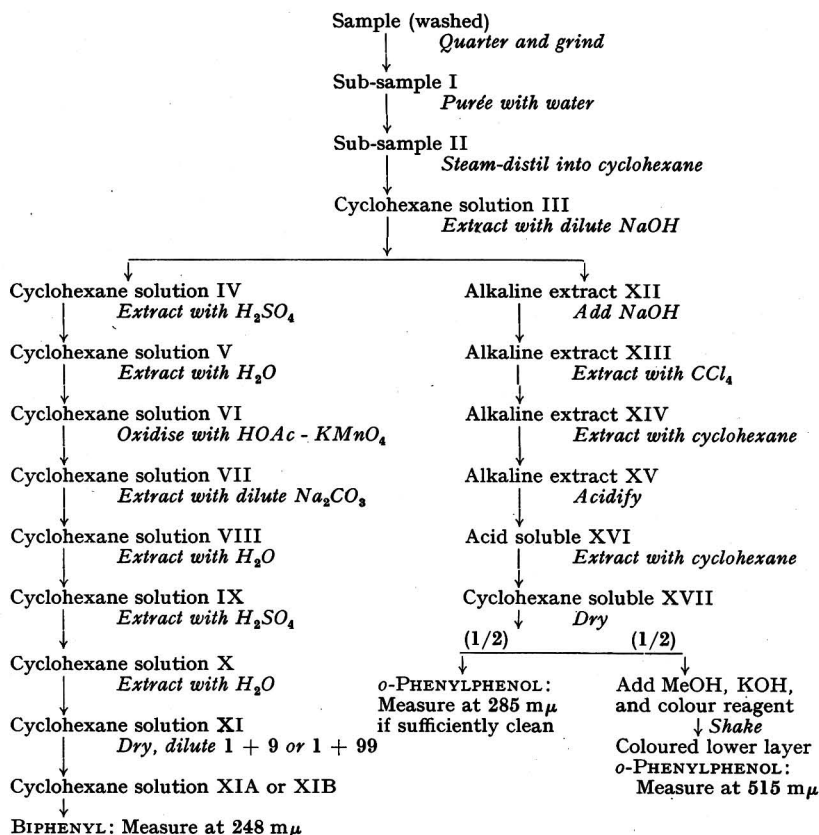 Sample (washed)
Quarter and grind
Sub-sample I
Purée with water
Sub-sample II
Steam-distil into cyclohexane
Cyclohexane solution III
Extract with dilute NaOH
Cyclohexane solution IV
Extract with H₂SO₄
Cyclohexane solution V
Extract with H₂O
Cyclohexane solution VI
Oxidise with HOAc - KMnO₄
Cyclohexane solution VII
Extract with dilute Na₂CO₃
Cyclohexane solution VIII
Extract with H₂O
Cyclohexane solution IX
Extract with H₂SO₄
Cyclohexane solution X
Extract with H₂O
Cyclohexane solution XI
Dry, dilute 1 + 9 or 1 + 99
Cyclohexane solution XIA or XIB
BIPHENYL: Measure at 248 mμ
Alkaline extract XII
Add NaOH
Alkaline extract XIII
Extract with CCl₄
Alkaline extract XIV
Extract with cyclohexane
Alkaline extract XV
Acidify
Acid soluble XVI
Extract with cyclohexane
Cyclohexane soluble XVII
Dry
(1/2) (1/2)
o-PHENYLPHENOL:
Measure at 285 mμ
if sufficiently clean
Add MeOH, KOH,
and colour reagent
Shake
Coloured lower layer
o-PHENYLPHENOL:
Measure at 515 mμ